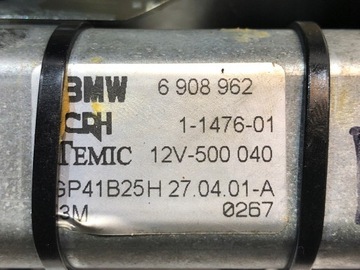 BMW 6 908 962
CRH 1-1476-01
TEMIC 12V-500 040
GP41B25H 27.04.01-A
3M 0267